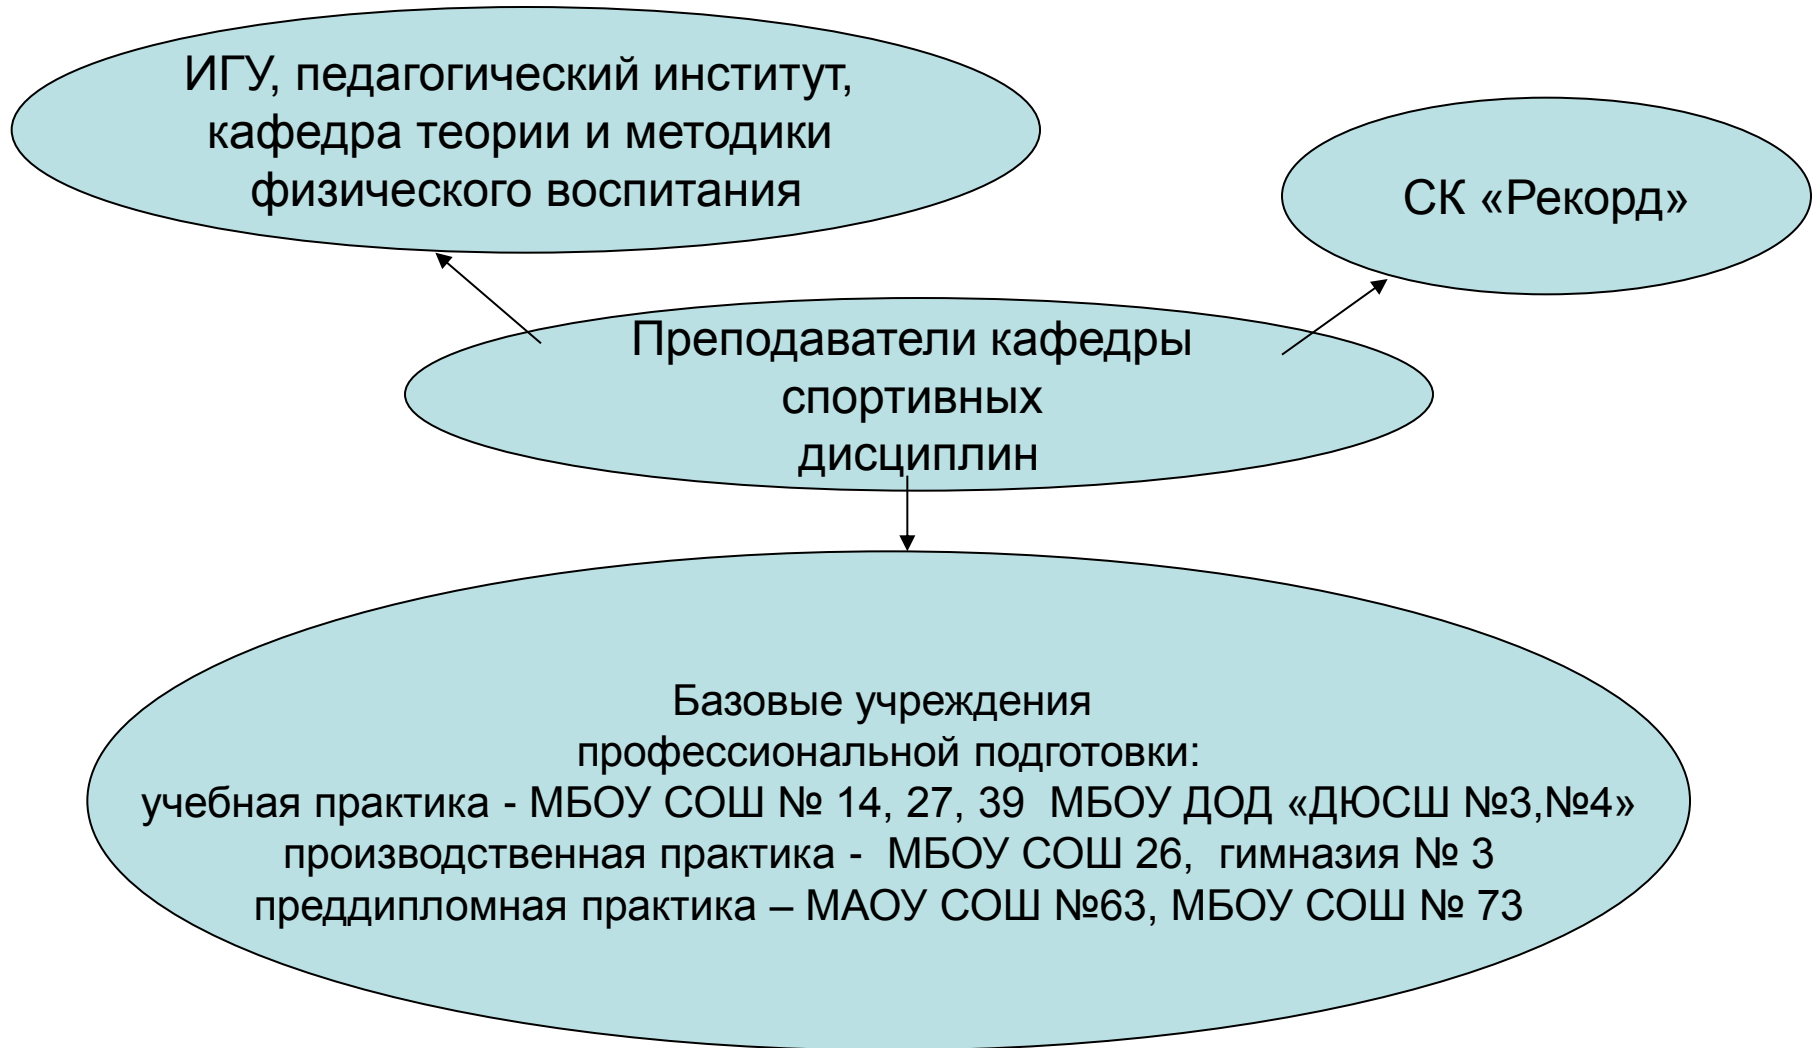 ИГУ, педагогический институт,
кафедра теории и методики
физического воспитания
СК «Рекорд»
Преподаватели кафедры
спортивных
дисциплин
Базовые учреждения
профессиональной подготовки:
учебная практика - МБОУ СОШ № 14, 27, 39 МБОУ ДОД «ДЮСШ №3,№4»
производственная практика - МБОУ СОШ 26, гимназия № 3
преддипломная практика – МАОУ СОШ №63, МБОУ СОШ № 73